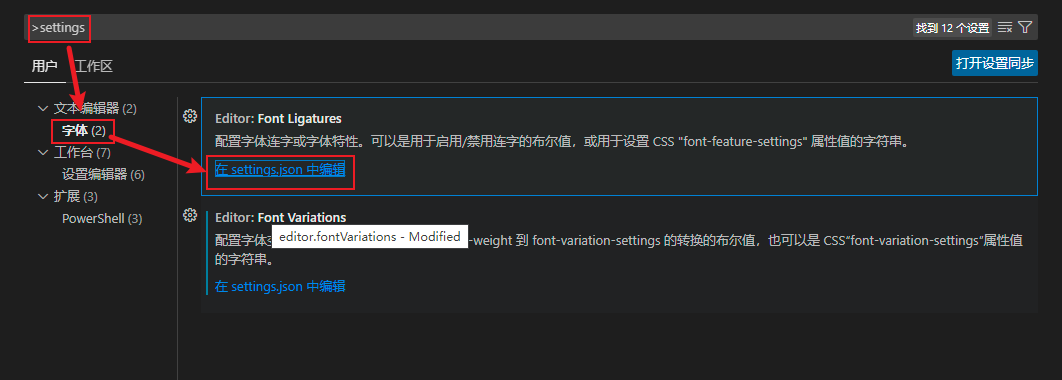 >settings
找到 12 个设置
用户
工作区
打开设置同步
文本编辑器 (2)
字体 (2)
工作台 (7)
设置编辑器 (6)
扩展 (3)
PowerShell (3)
Editor: Font Ligatures
配置字体连字或字体特性。可以是用于启用/禁用连字的布尔值，或用于设置 CSS "font-feature-settings" 属性值的字符串。
在 settings.json 中编辑
Editor: Font Variations
配置字体
editor.fontVariations - Modified
-weight 到 font-variation-settings 的转换的布尔值，也可以是 CSS“font-variation-settings”属性值
的字符串。
在 settings.json 中编辑